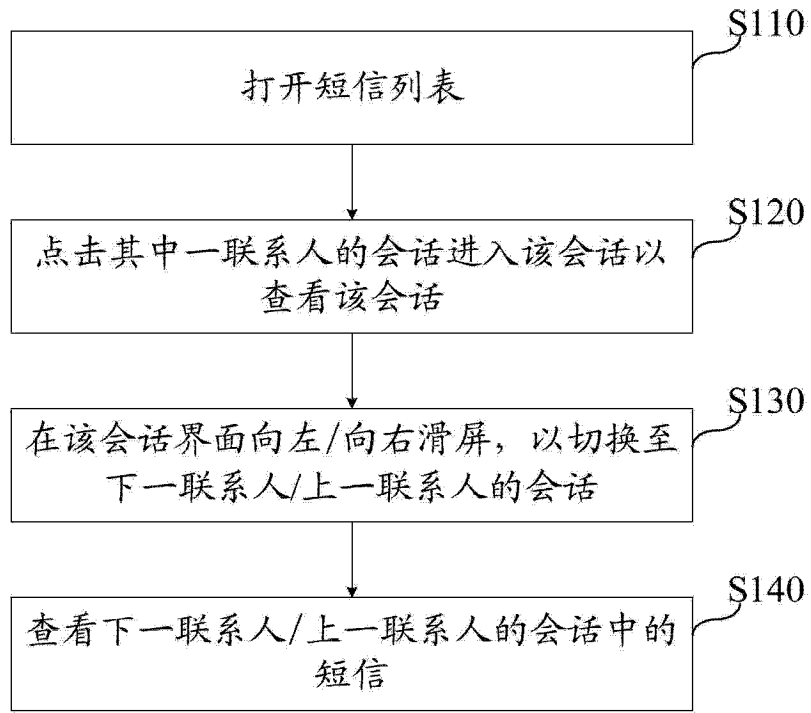 S110
打开短信列表
S120
点击其中一联系人的会话进入该会话以
查看该会话
S130
在该会话界面向左/向右滑屏，以切换至
下一联系人/上一联系人的会话
S140
查看下一联系人/上一联系人的会话中的
短信